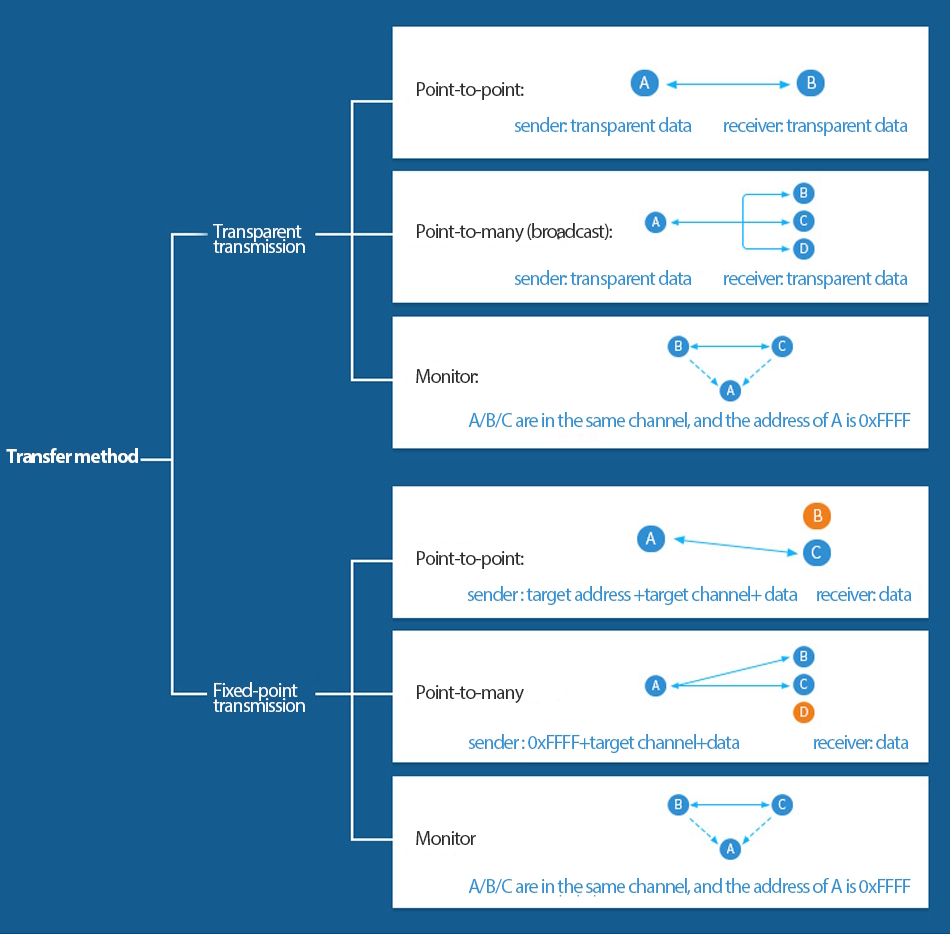 Point-to-point:
A
B
sender: transparent data receiver: transparent data
Transparent
transmission
Point-to-many (broadcast):
A
B
C
D
sender: transparent data receiver: transparent data
Monitor:
B
C
A
A/B/C are in the same channel, and the address of A is 0xFFFF
Transfer method
Point-to-point:
A
B
C
sender : target address +target channel+ data receiver: data
Fixed-point
transmission
Point-to-many
A
B
C
D
sender : 0xFFFF+target channel+data receiver: data
Monitor
B
C
A
A/B/C are in the same channel, and the address of A is 0xFFFF